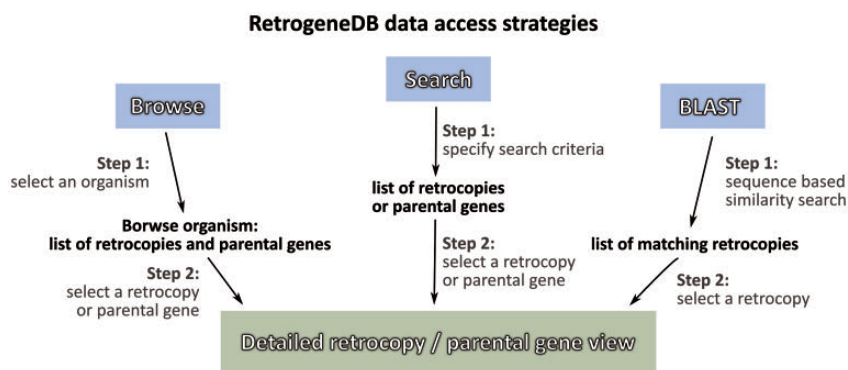 RetrogeneDB data access strategies
Browse
Step 1:
select an organism
Borwse organism:
list of retrocopies and parental genes
Step 2:
select a retrocopy
or parental gene
Search
Step 1:
specify search criteria
list of retrocopies
or parental genes
Step 2:
select a retrocopy
or parental gene
BLAST
Step 1:
sequence based
similarity search
list of matching retrocopies
Step 2:
select a retrocopy
Detailed retrocopy / parental gene view